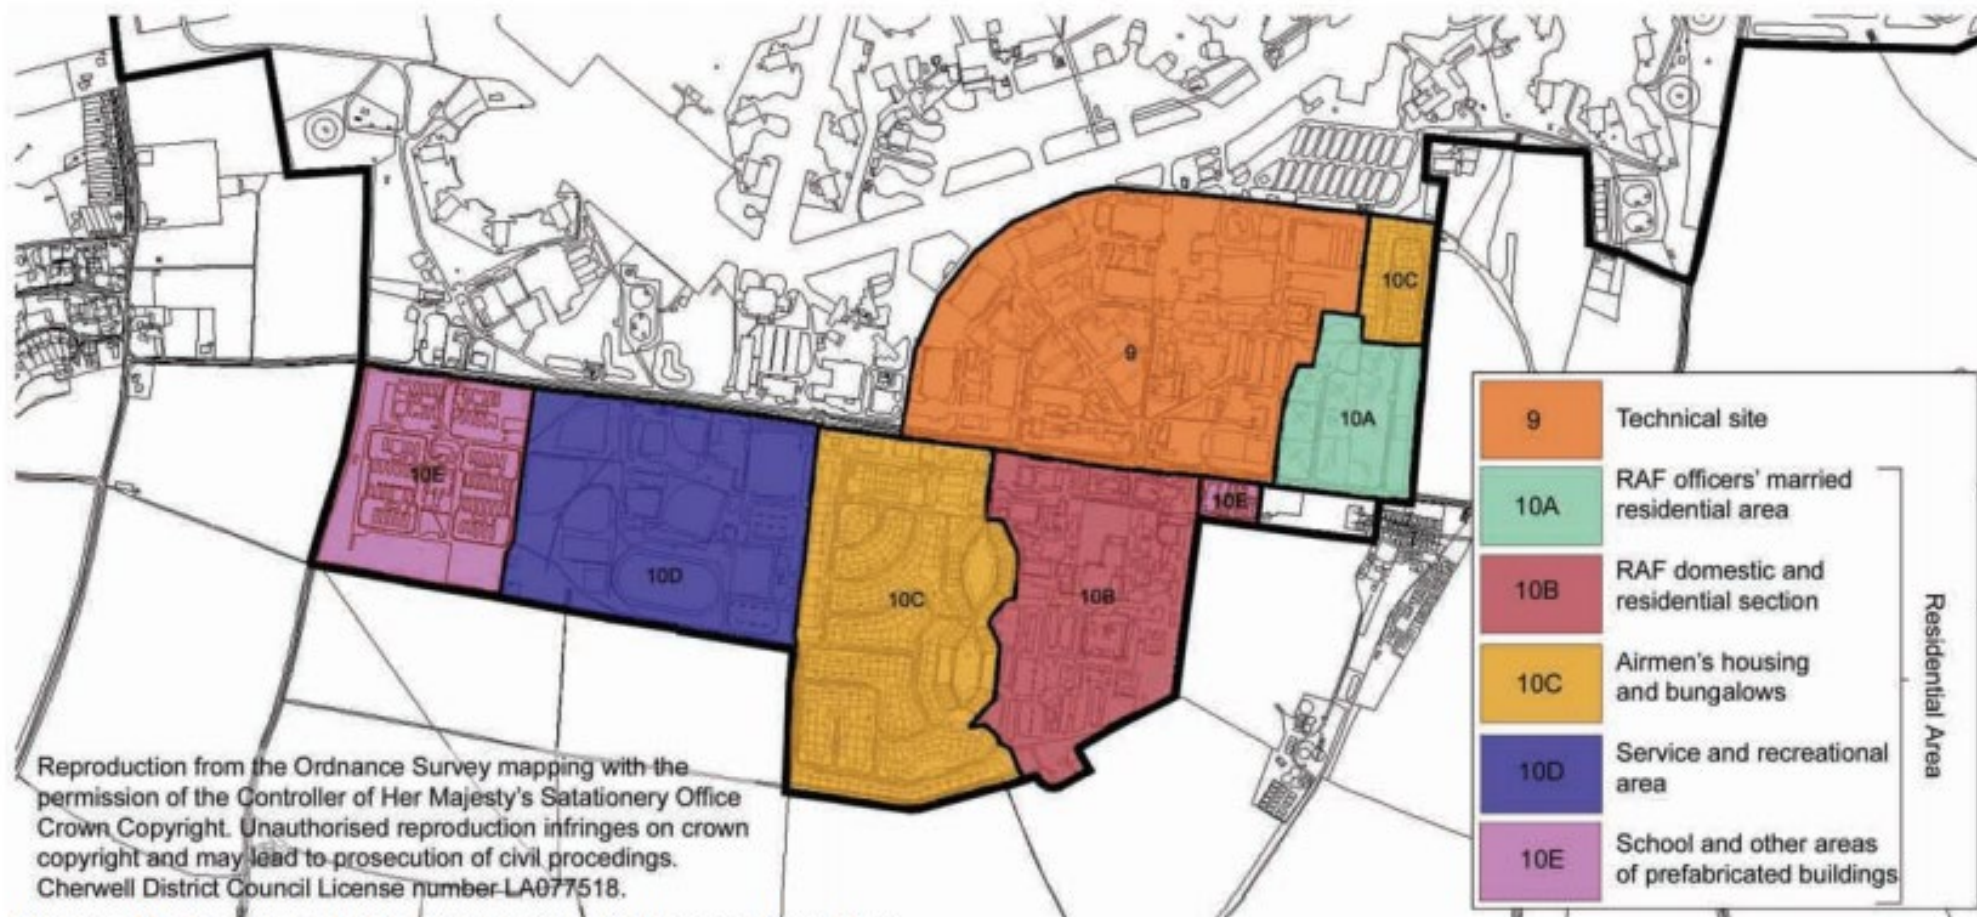 10C
9
10A
10E
10E
10D
10C
10B
9 Technical site
10A RAF officers' married
residential area
10B RAF domestic and
residential section
10C Airmen's housing
and bungalows
10D Service and recreational
area
10E School and other areas
of prefabricated buildings
Residential Area
Reproduction from the Ordnance Survey mapping with the
permission of the Controller of Her Majesty's Satationery Office
Crown Copyright. Unauthorised reproduction infringes on crown
copyright and may lead to prosecution of civil procedings.
Cherwell District Council License number LA077518.